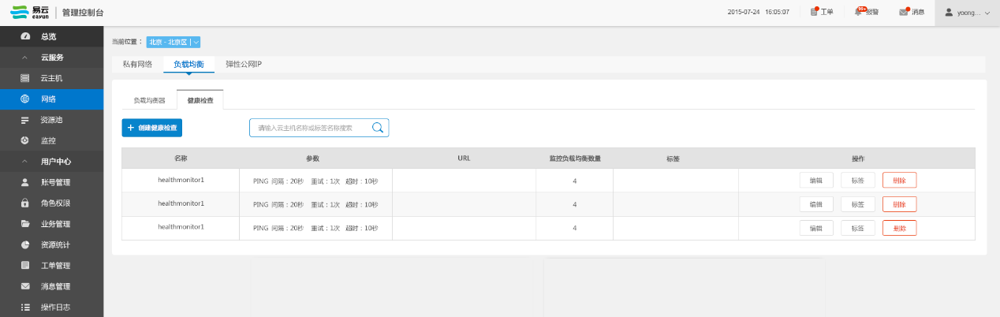 易云 eayun 管理控制台 2015-07-24 16:05:07 工单 99+ 报警 消息 yoong...
总览
云服务
云主机
网络
资源池
监控
用户中心
账号管理
角色权限
业务管理
资源统计
工单管理
消息管理
操作日志
当前位置： 北京 - 北京区
私有网络 负载均衡 弹性公网IP
负载均衡器 健康检查
+ 创建健康检查 请输入云主机名称或标签名称搜索
名称 参数 URL 监控负载均衡数量 标签 操作
healthmonitor1 PING 间隔：20秒 重试：1次 超时：10秒 4 编辑 标签 删除
healthmonitor1 PING 间隔：20秒 重试：1次 超时：10秒 4 编辑 标签 删除
healthmonitor1 PING 间隔：20秒 重试：1次 超时：10秒 4 编辑 标签 删除